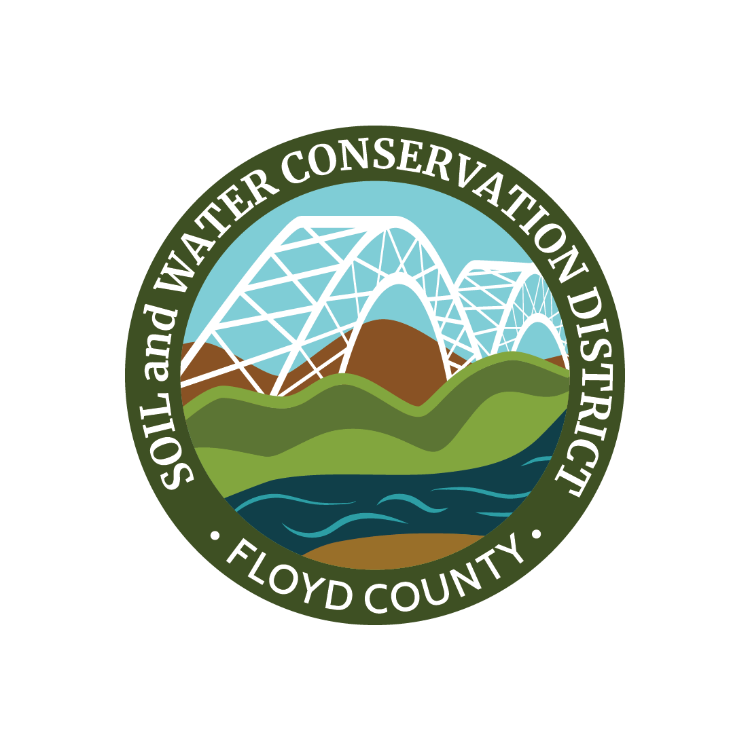 SOIL and WATER CONSERVATION DISTRICT
• FLOYD COUNTY •